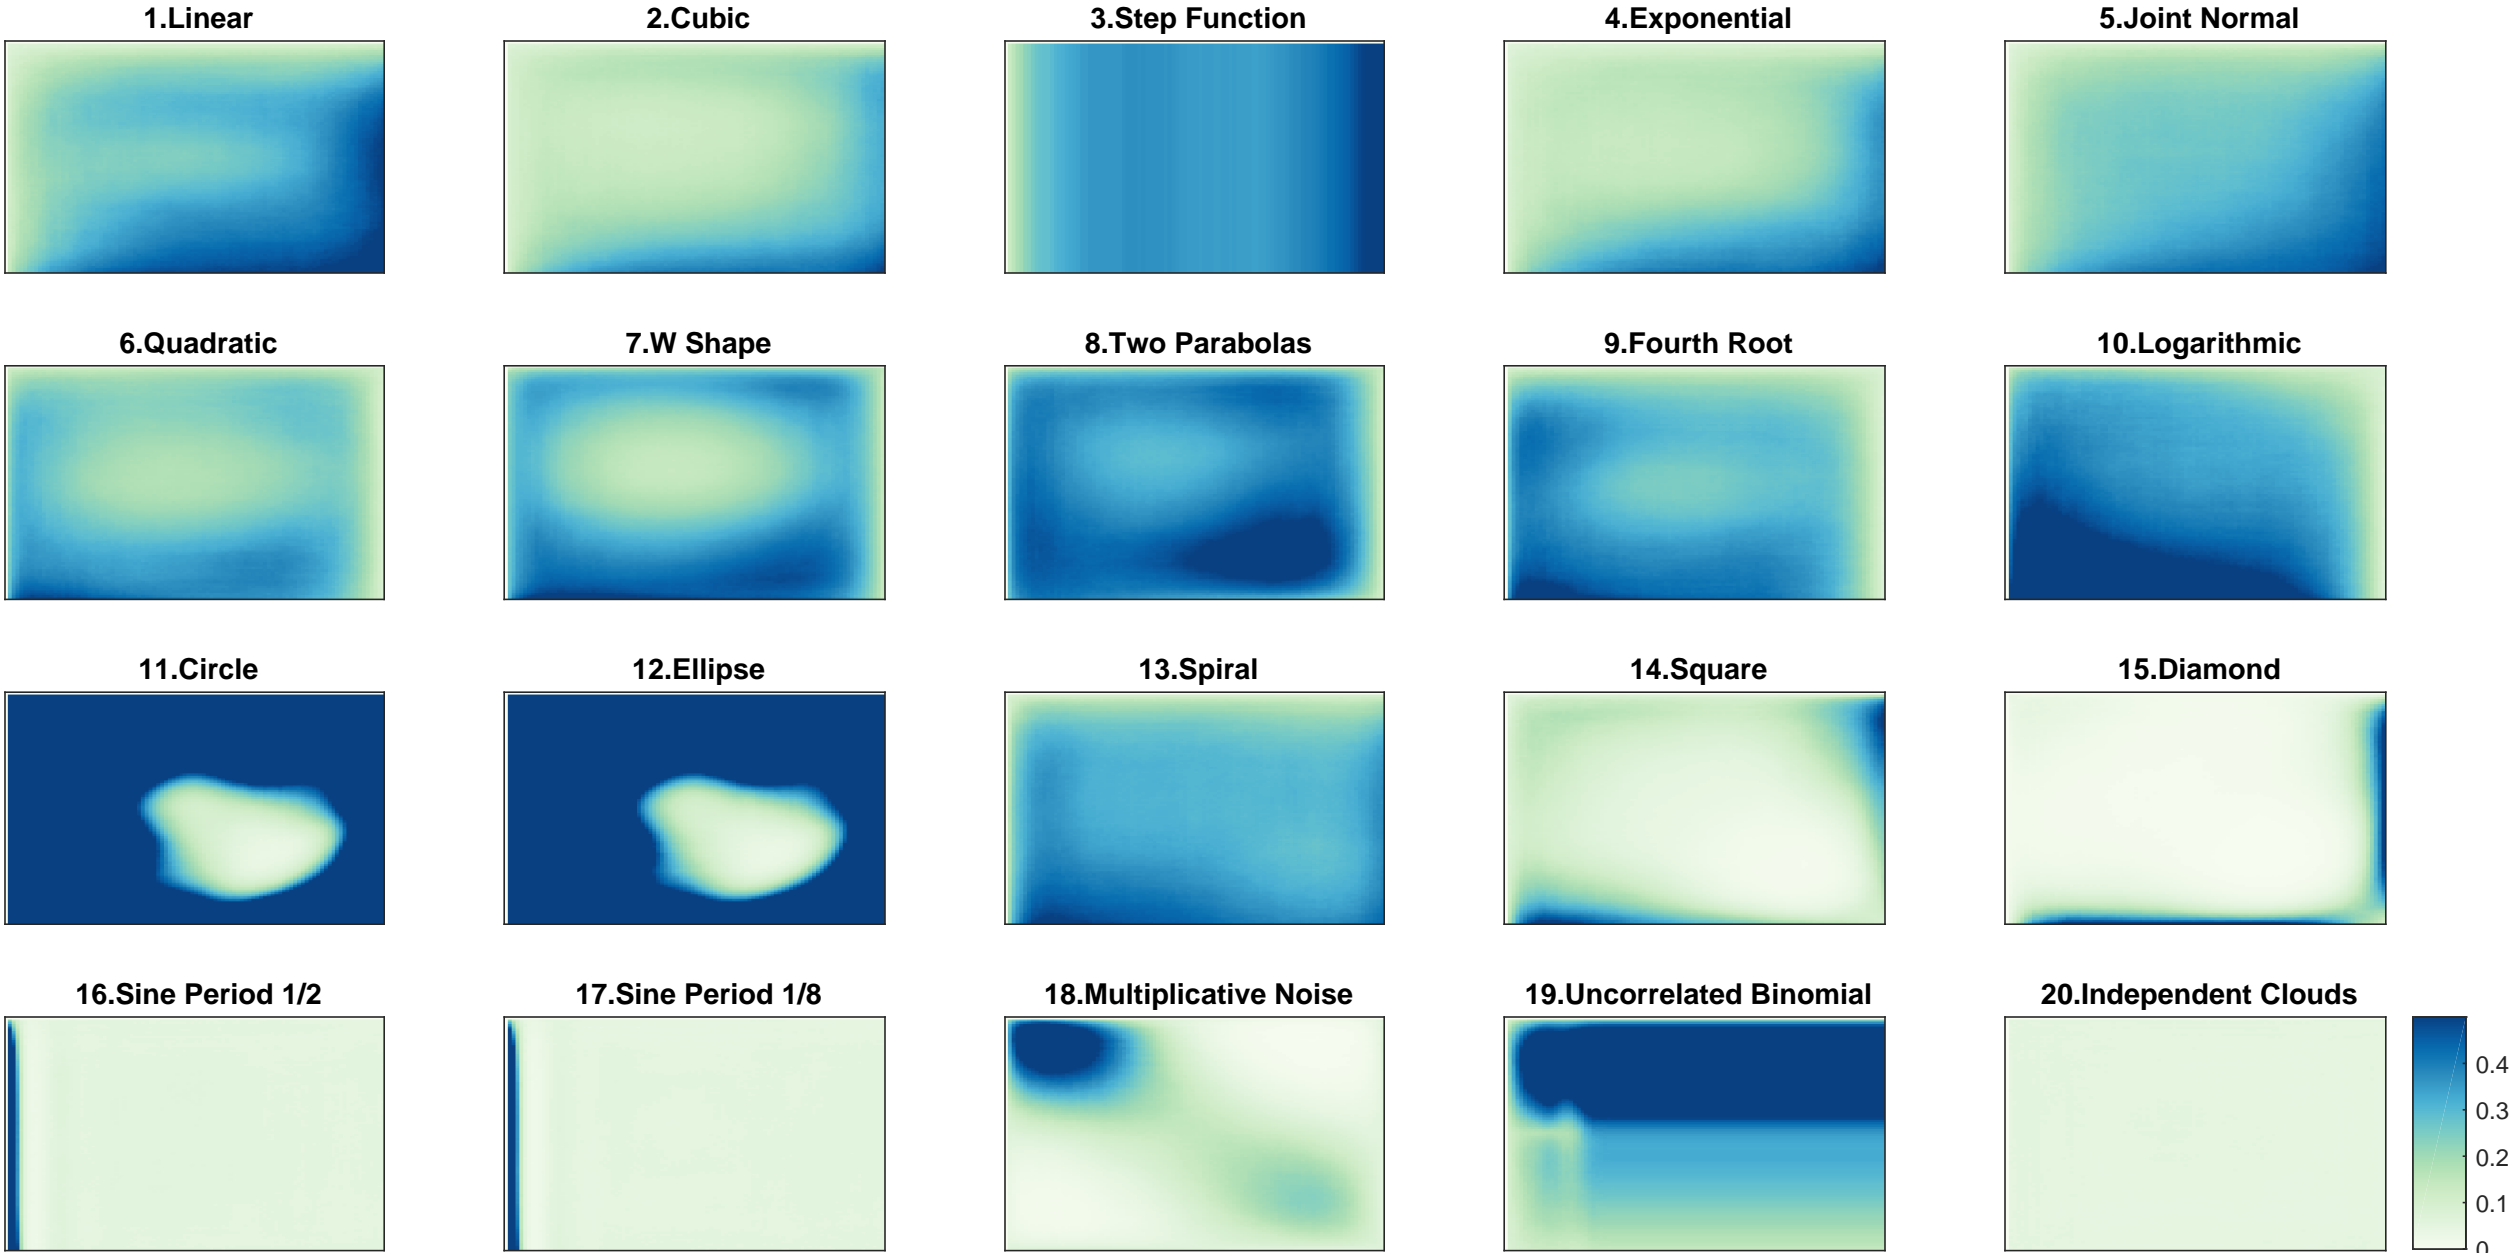 1.Linear
2.Cubic
3.Step Function
4.Exponential
5.Joint Normal
6.Quadratic
7.W Shape
8.Two Parabolas
9.Fourth Root
10.Logarithmic
11.Circle
12.Ellipse
13.Spiral
14.Square
15.Diamond
16.Sine Period 1/2
17.Sine Period 1/8
18.Multiplicative Noise
19.Uncorrelated Binomial
20.Independent Clouds
0.4
0.3
0.2
0.1
0